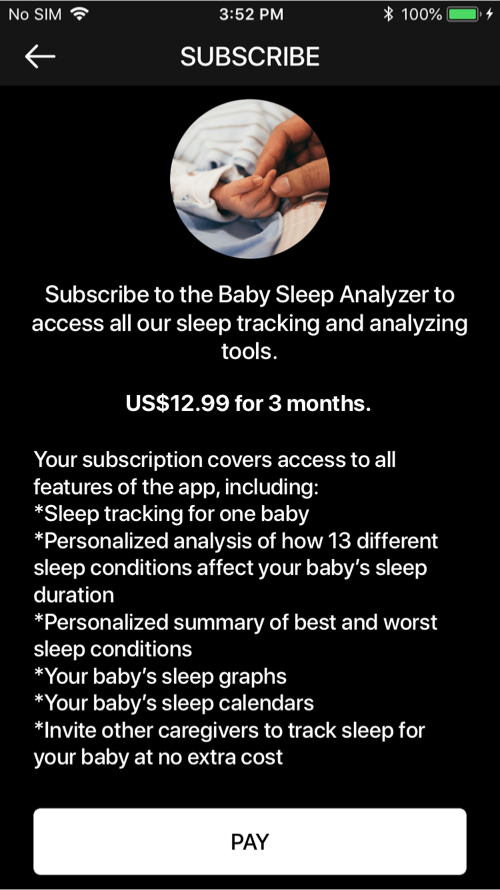 No SIM 3:52 PM 100%
SUBSCRIBE
Subscribe to the Baby Sleep Analyzer to
access all our sleep tracking and analyzing
tools.
US$12.99 for 3 months.
Your subscription covers access to all
features of the app, including:
*Sleep tracking for one baby
*Personalized analysis of how 13 different
sleep conditions affect your baby’s sleep
duration
*Personalized summary of best and worst
sleep conditions
*Your baby’s sleep graphs
*Your baby’s sleep calendars
*Invite other caregivers to track sleep for
your baby at no extra cost
PAY